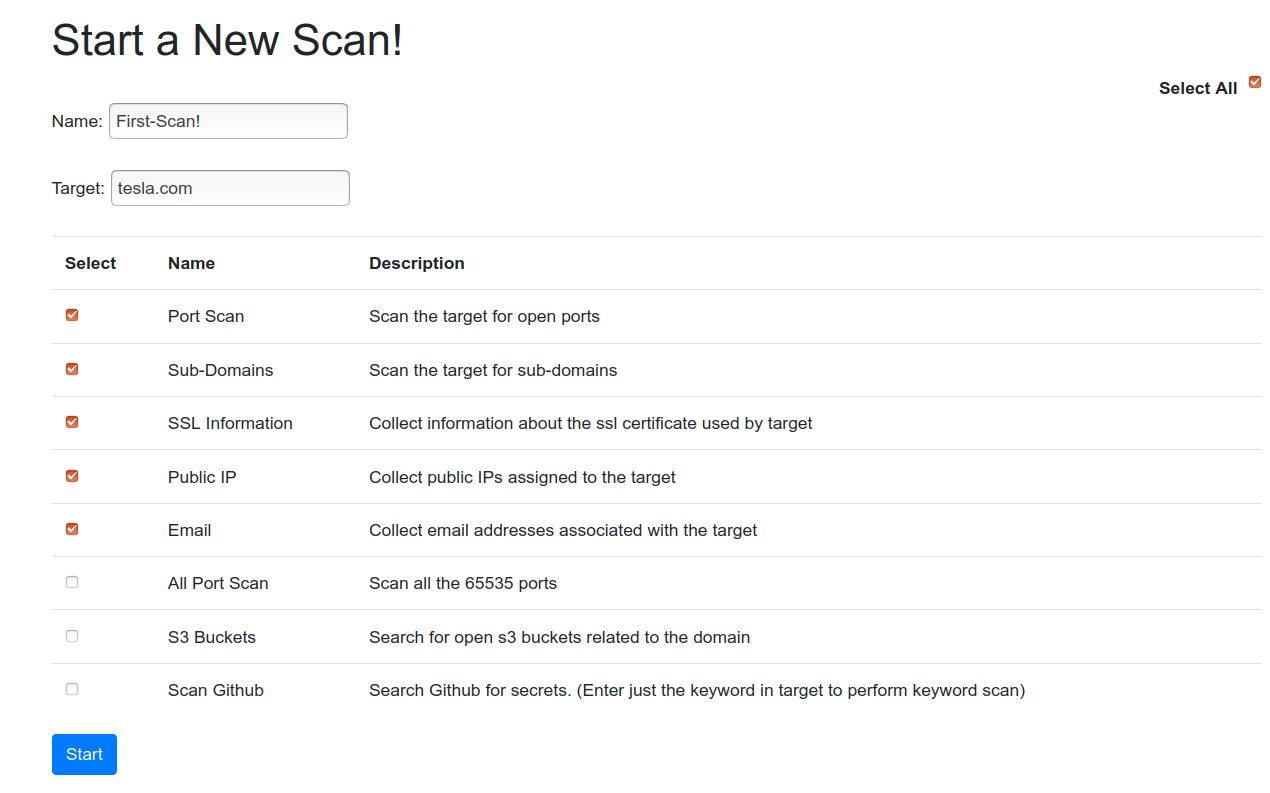 Start a New Scan!
Select All
Name: First-Scan!
Target: tesla.com
Select Name Description
Port Scan Scan the target for open ports
Sub-Domains Scan the target for sub-domains
SSL Information Collect information about the ssl certificate used by target
Public IP Collect public IPs assigned to the target
Email Collect email addresses associated with the target
All Port Scan Scan all the 65535 ports
S3 Buckets Search for open s3 buckets related to the domain
Scan Github Search Github for secrets. (Enter just the keyword in target to perform keyword scan)
Start